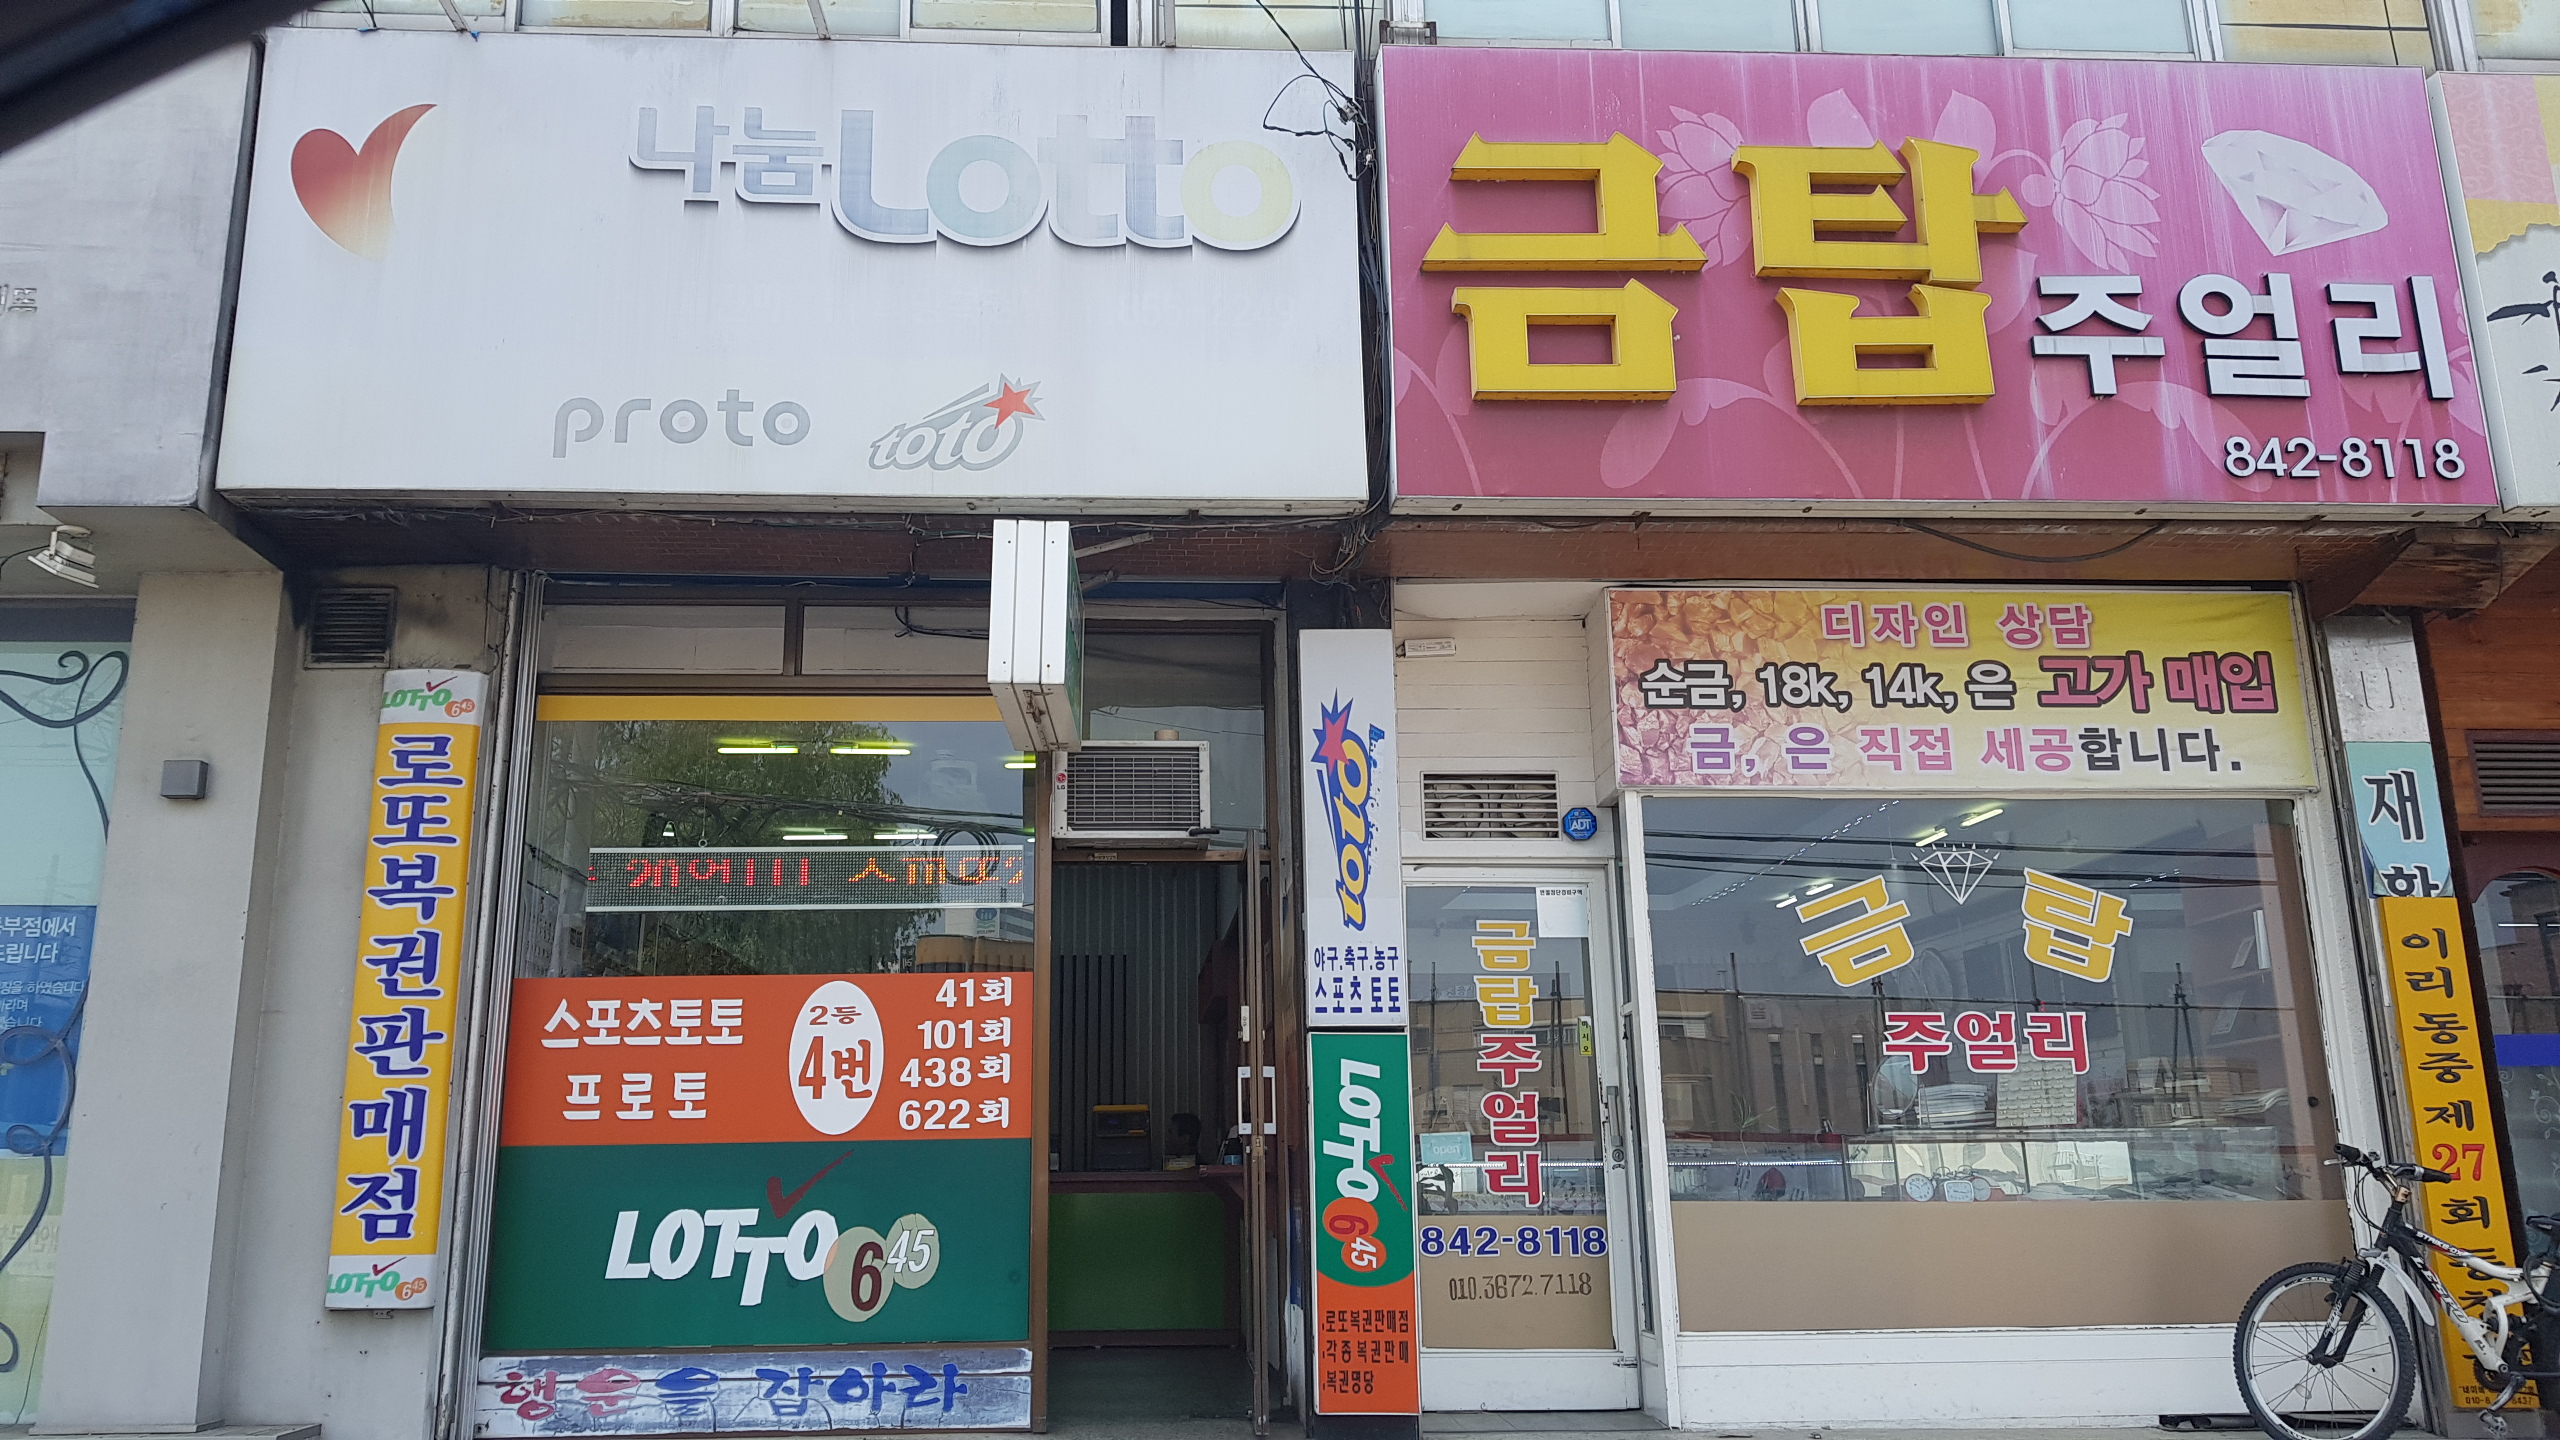 나눔Lotto
proto
toto
금탑 주얼리
842-8118
LOTTO 6 45
로또복권판매점
LOTTO 6 45
스포츠토토
프로토
2등
4번
41회
101회
438회
622회
LOTTO 6 45
행운을 잡아라
LG
toto
야구.축구.농구
스포츠토토
LOTTO 6 45
로또복권판매점
각종복권판매
복권명당
디자인 상담
순금, 18k, 14k, 은 고가 매입
금, 은 직접 세공합니다.
ADT
금탑주얼리
open
842-8118
010.3672.7118
금탑
주얼리
이리동중제27회